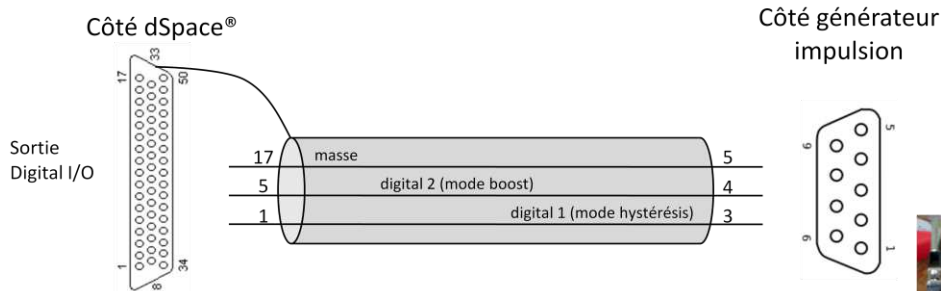 Côté dSpace®
Côté générateur
impulsion
33
17
50
5
9
Sortie
Digital I/O
17
masse
5
5
digital 2 (mode boost)
4
1
digital 1 (mode hystérésis)
3
1
8
34
6
1